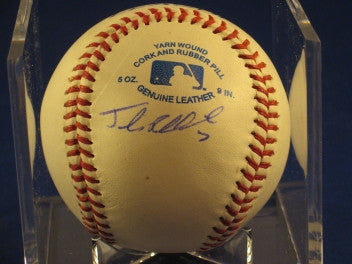 YARN WOUND
CORK AND RUBBER PILL
5 OZ. 9 IN.
GENUINE LEATHER